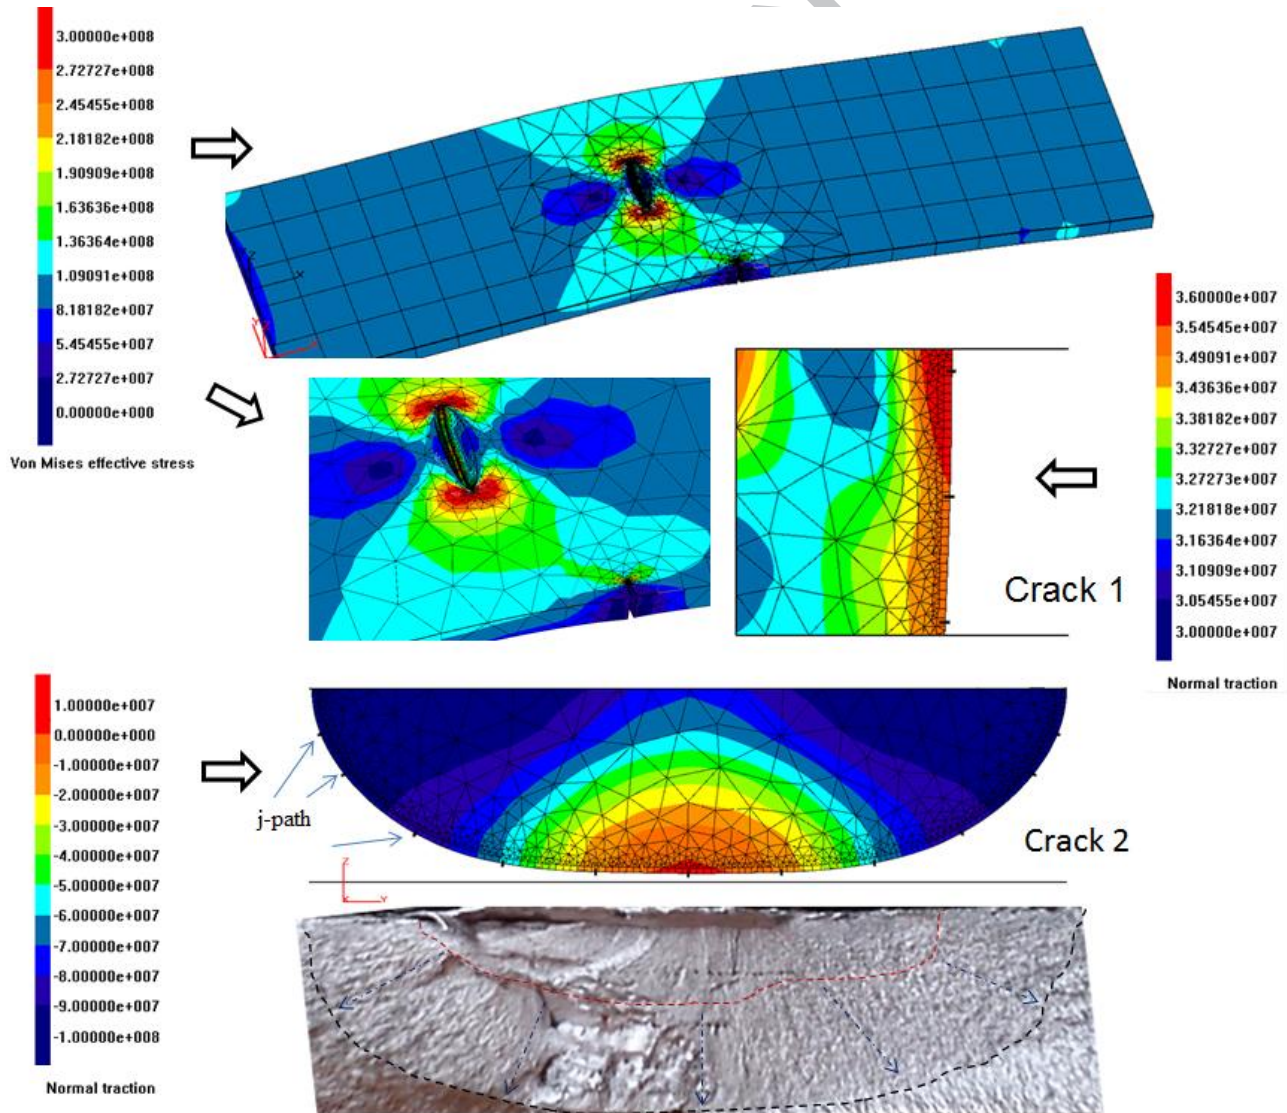 3.00000e+008
2.72727e+008
2.45455e+008
2.18182e+008
1.90909e+008
1.63636e+008
1.36364e+008
1.09091e+008
8.18182e+007
5.45455e+007
2.72727e+007
0.00000e+000
Von Mises effective stress
3.60000e+007
3.54545e+007
3.49091e+007
3.43636e+007
3.38182e+007
3.32727e+007
3.27273e+007
3.21818e+007
3.16364e+007
3.10909e+007
3.05455e+007
3.00000e+007
Normal traction
Crack 1
1.00000e+007
0.00000e+000
-1.00000e+007
-2.00000e+007
-3.00000e+007
-4.00000e+007
-5.00000e+007
-6.00000e+007
-7.00000e+007
-8.00000e+007
-9.00000e+007
-1.00000e+008
Normal traction
j-path
Crack 2
Z
X Y